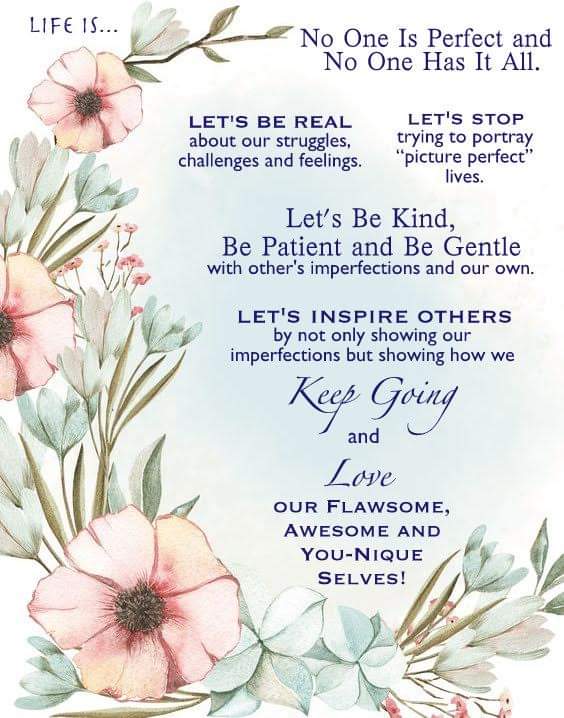 LIFE IS...
No One Is Perfect and
No One Has It All.
LET'S BE REAL
about our struggles,
challenges and feelings.
LET'S STOP
trying to portray
“picture perfect”
lives.
Let's Be Kind,
Be Patient and Be Gentle
with other's imperfections and our own.
LET'S INSPIRE OTHERS
by not only showing our
imperfections but showing how we
Keep Going
and
Love
OUR FLAWSOME,
AWESOME AND
YOU-NIQUE
SELVES!